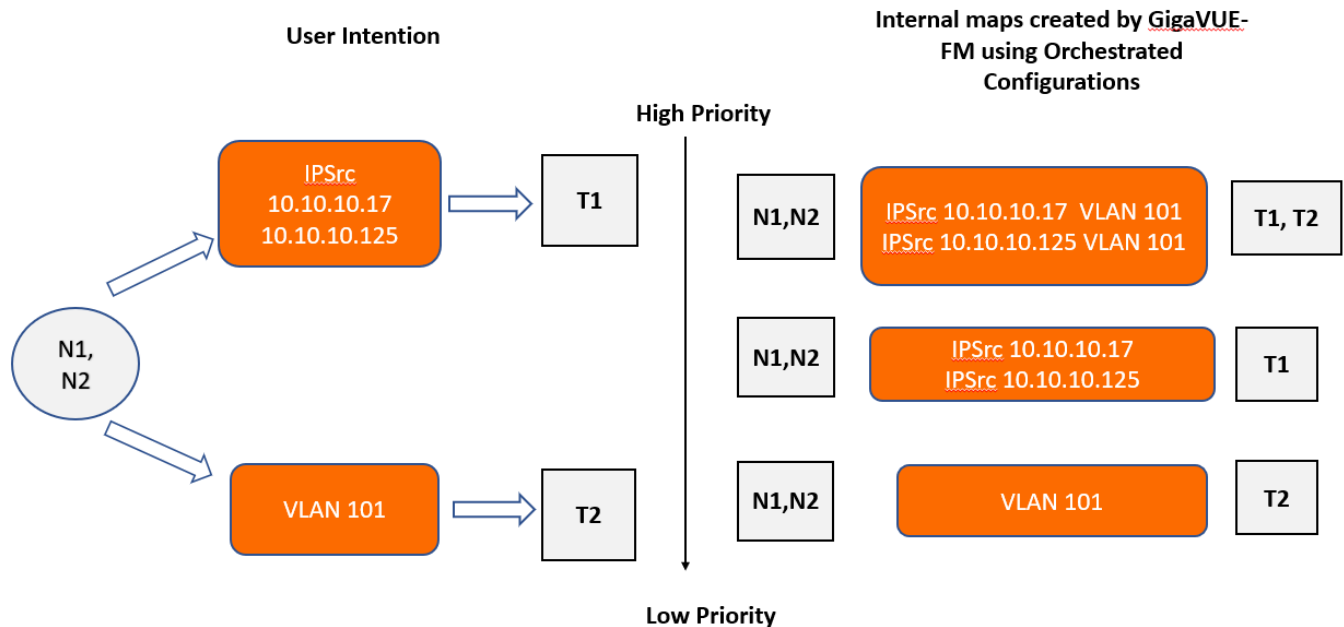 User Intention
Internal maps created by GigaVUE-
FM using Orchestrated
Configurations
High Priority
IPSrc
10.10.10.17
10.10.10.125
T1
N1,
N2
VLAN 101
T2
N1,N2
IPSrc 10.10.10.17 VLAN 101
IPSrc 10.10.10.125 VLAN 101
T1, T2
N1,N2
IPSrc 10.10.10.17
IPSrc 10.10.10.125
T1
N1,N2
VLAN 101
T2
Low Priority